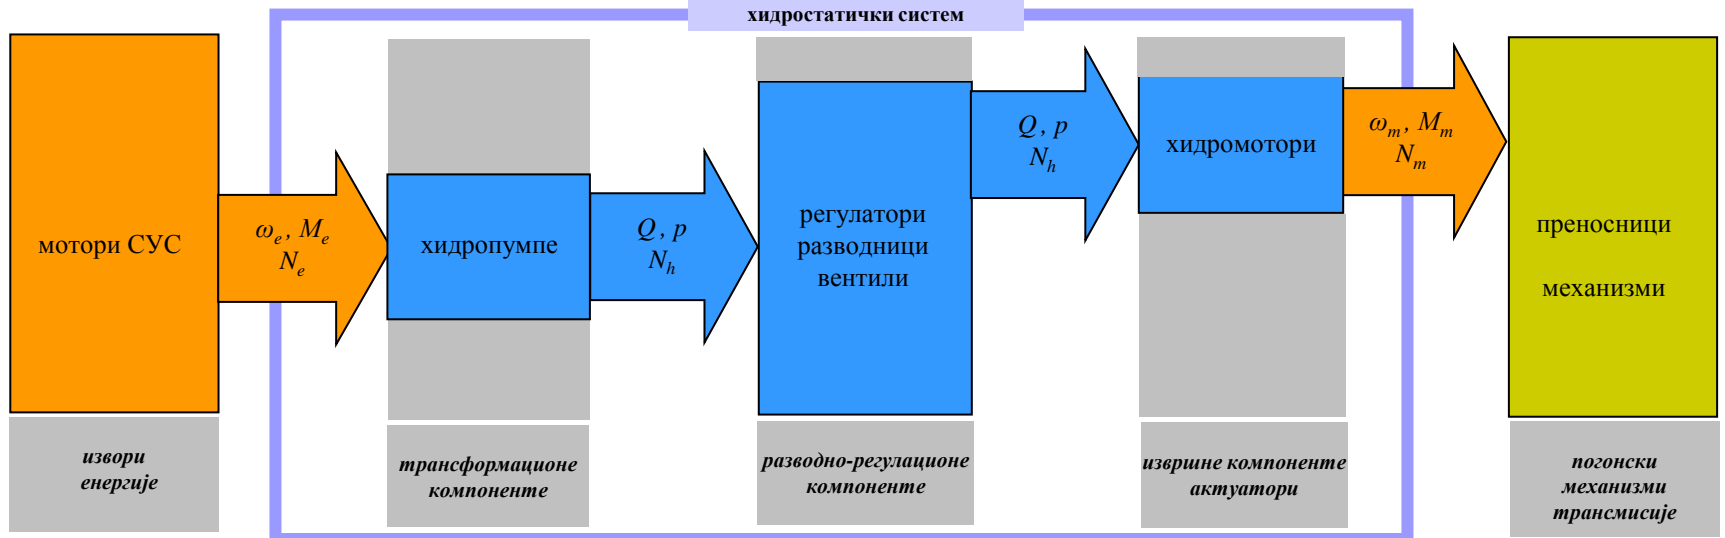 хидростатички систем
мотори СУС
ωe, Me
Ne
хидропумпе
Q, p
Nh
регулатори
разводници
вентили
Q, p
Nh
хидромотори
ωm, Mm
Nm
преносници
механизми
извори
енергије
трансформационе
компоненте
разводно-регулационе
компоненте
извршне компоненте
актуатори
погонски
механизми
трансмисије